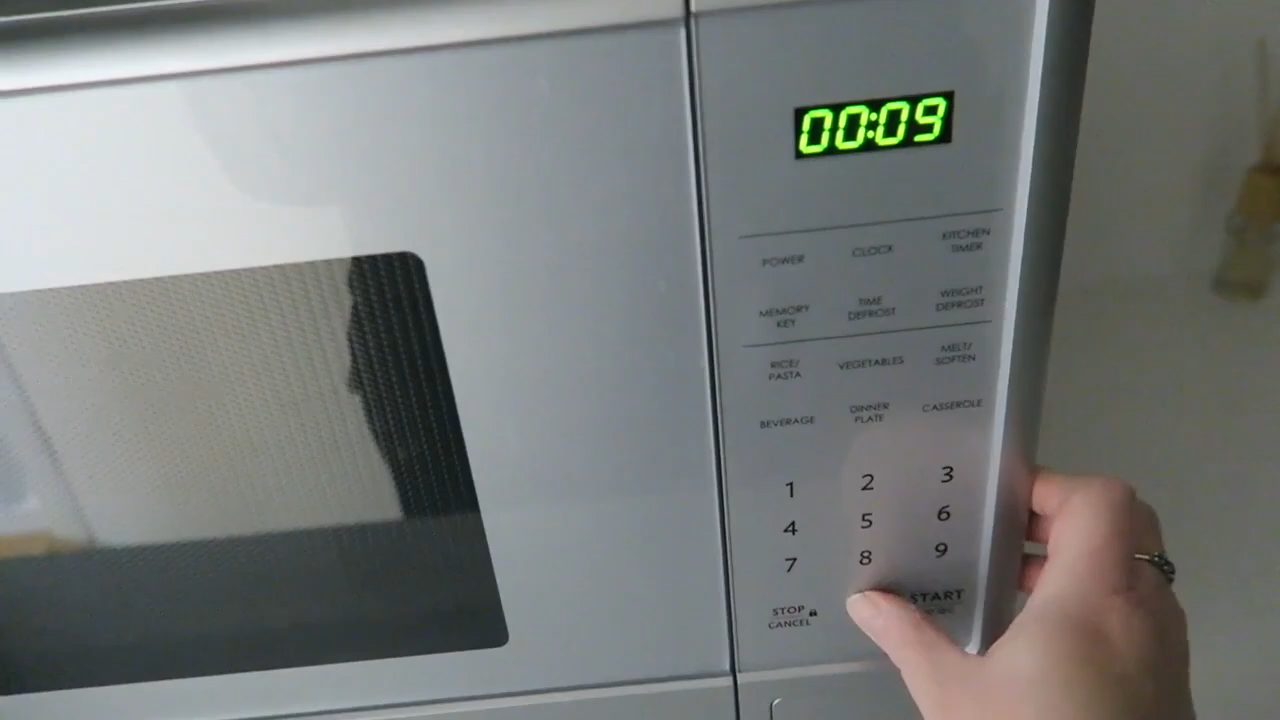 00:09
POWER CLOCK KITCHEN
TIMER
MEMORY
KEY TIME
DEFROST WEIGHT
DEFROST
RICE/
PASTA VEGETABLES MELT/
SOFTEN
BEVERAGE DINNER
PLATE CASSEROLE
1 2 3
4 5 6
7 8 9
STOP
CANCEL START